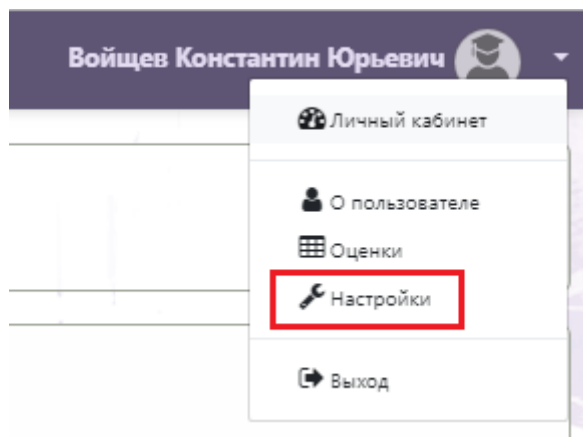 Войщев Константин Юрьевич
Личный кабинет
О пользователе
Оценки
Настройки
Выход